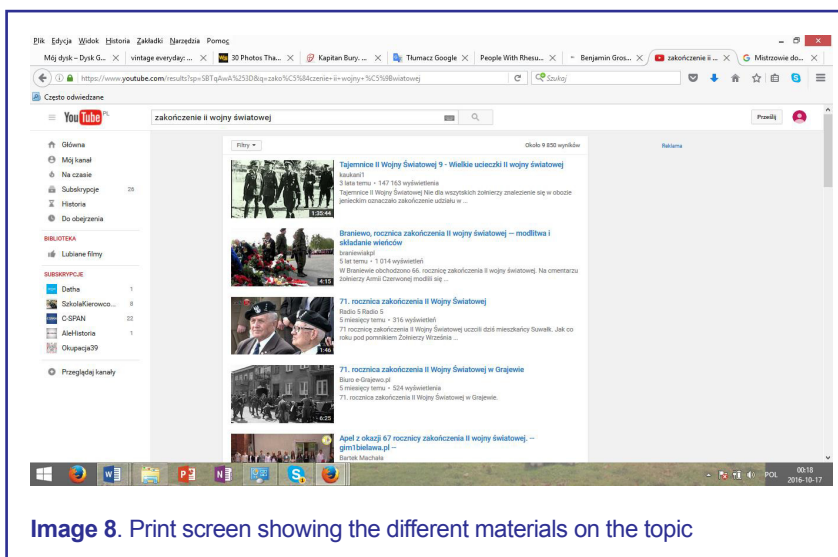 Plik Edycja Widok Historia Zakładki Narzędzia Pomoc
Mój dysk – Dysk G... vintage everyday: ... 30 Photos Tha... Kapitan Bury. ... Tłumacz Google People With Rhesu... Benjamin Gros... zakończenie ii ... Mistrzowie do...
https://www.youtube.com/results?sp=SBTqAwA%253D&q=zako%C5%84czenie+ii+wojny+%C5%9Bwiatowej Szukaj
Często odwiedzane
YouTube PL zakończenie ii wojny światowej Prześlij
Główna
Mój kanał
Na czasie
Subskrypcje 26
Historia
Do obejrzenia
BIBLIOTEKA
Lubiane filmy
SUBSKRYPCJE
Datha 1
SzkolaKierowco... 8
C-SPAN 22
AleHistoria 1
Okupacja39
Przeglądaj kanały
Filtry Około 9 850 wyników
Reklama
Tajemnice II Wojny Światowej 9 - Wielkie ucieczki II wojny światowej
kaukani1
3 lata temu • 147 163 wyświetlenia
Tajemnice II Wojny Światowej Nie dla wszytskich żołnierzy znalezienie się w obozie
jenieckim oznaczało zakończenie udziału w ...
1:35:44
Braniewo, rocznica zakończenia II wojny światowej — modlitwa i
składanie wieńców
braniewiakpl
5 lat temu • 1 014 wyświetleń
W Braniewie obchodzono 66. rocznicę zakończenia II wojny światowej. Na cmentarzu
żołnierzy Armii Czerwonej modlili się ...
4:15
71. rocznica zakończenia II Wojny Światowej
Radio 5 Radio 5
5 miesięcy temu • 316 wyświetleń
71 rocznicę zakończenia II Wojny Światowej uczcili dziś mieszkańcy Suwałk. Jak co
roku pod pomnikiem Żołnierzy Września ...
1:46
71. rocznica zakończenia II Wojny Światowej w Grajewie
Biuro e-Grajewo.pl
5 miesięcy temu • 524 wyświetlenia
71. rocznica zakończenia II Wojny Światowej w Grajewie.
6:25
Apel z okazji 67 rocznicy zakończenia II wojny światowej. —
gim1bielawa.pl —
Bartek Machała
POL 00:18
2016-10-17
Image 8. Print screen showing the different materials on the topic